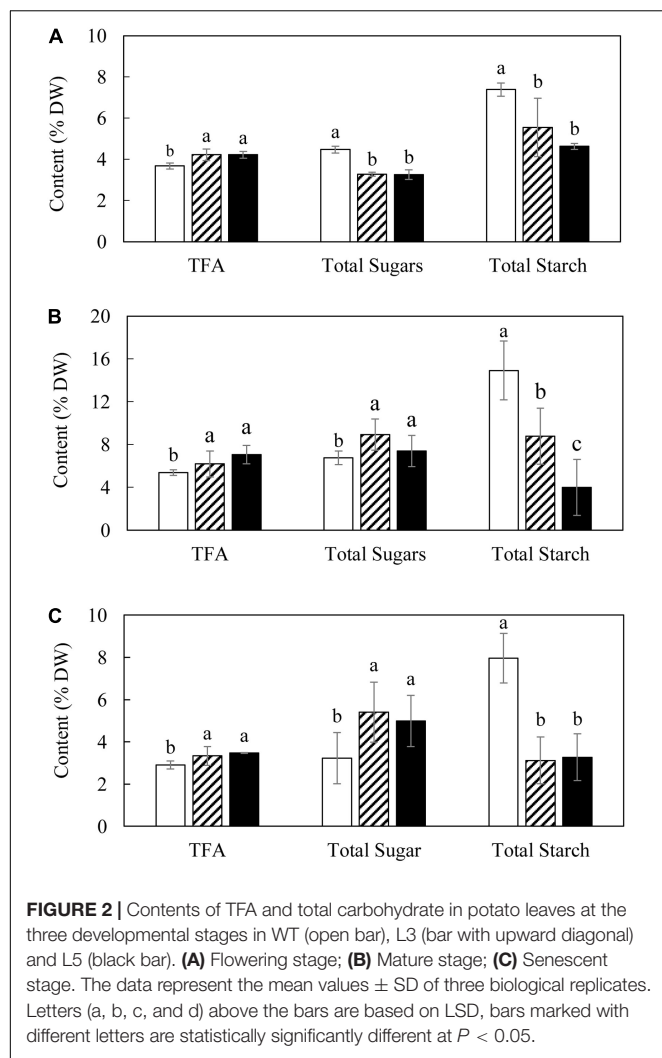 A
10
8
6
4
2
0
Content (% DW)
b a a
a b b
a b b
TFA Total Sugars Total Starch
B
20
16
12
8
4
0
Content (% DW)
b a a
b a a
a b c
TFA Total Sugars Total Starch
C
10
8
6
4
2
0
Content (% DW)
b a a
b a a
a b b
TFA Total Sugar Total Starch
FIGURE 2 | Contents of TFA and total carbohydrate in potato leaves at the
three developmental stages in WT (open bar), L3 (bar with upward diagonal)
and L5 (black bar). (A) Flowering stage; (B) Mature stage; (C) Senescent
stage. The data represent the mean values ± SD of three biological replicates.
Letters (a, b, c, and d) above the bars are based on LSD, bars marked with
different letters are statistically significantly different at P < 0.05.